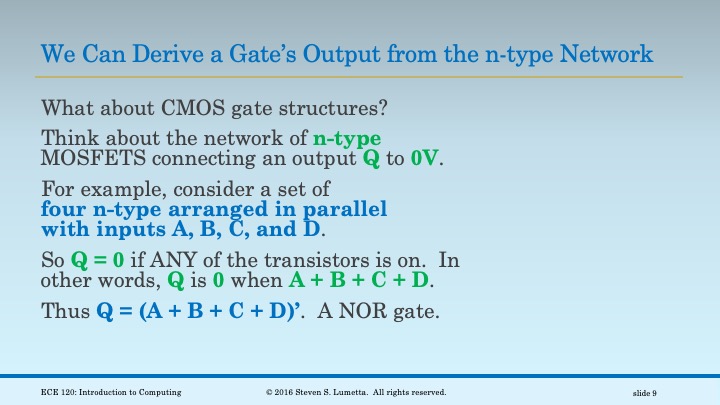 We Can Derive a Gate’s Output from the n-type Network
What about CMOS gate structures?
Think about the network of n-type
MOSFETS connecting an output Q to 0V.
For example, consider a set of
four n-type arranged in parallel
with inputs A, B, C, and D.
So Q = 0 if ANY of the transistors is on.  In
other words, Q is 0 when A + B + C + D.
Thus Q = (A + B + C + D)’.  A NOR gate.
ECE 120: Introduction to Computing
© 2016 Steven S. Lumetta.  All rights reserved.
slide 9